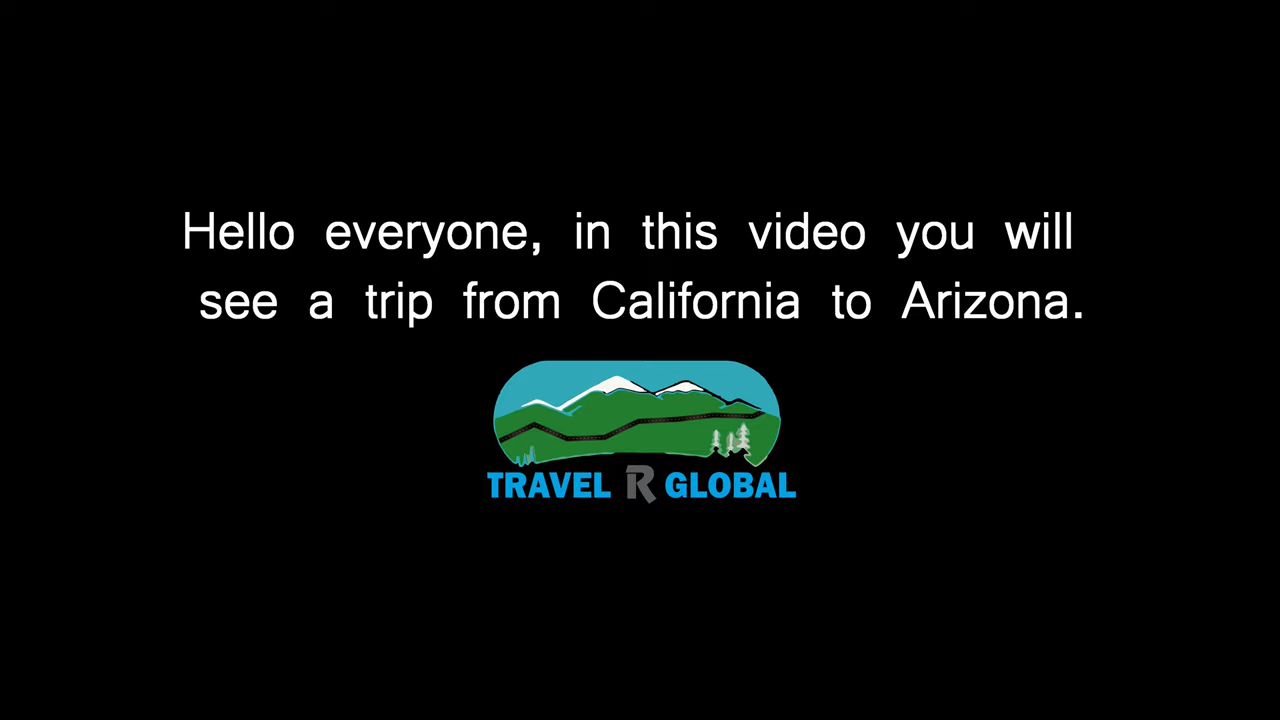 Hello everyone, in this video you will
see a trip from California to Arizona.
TRAVEL R GLOBAL